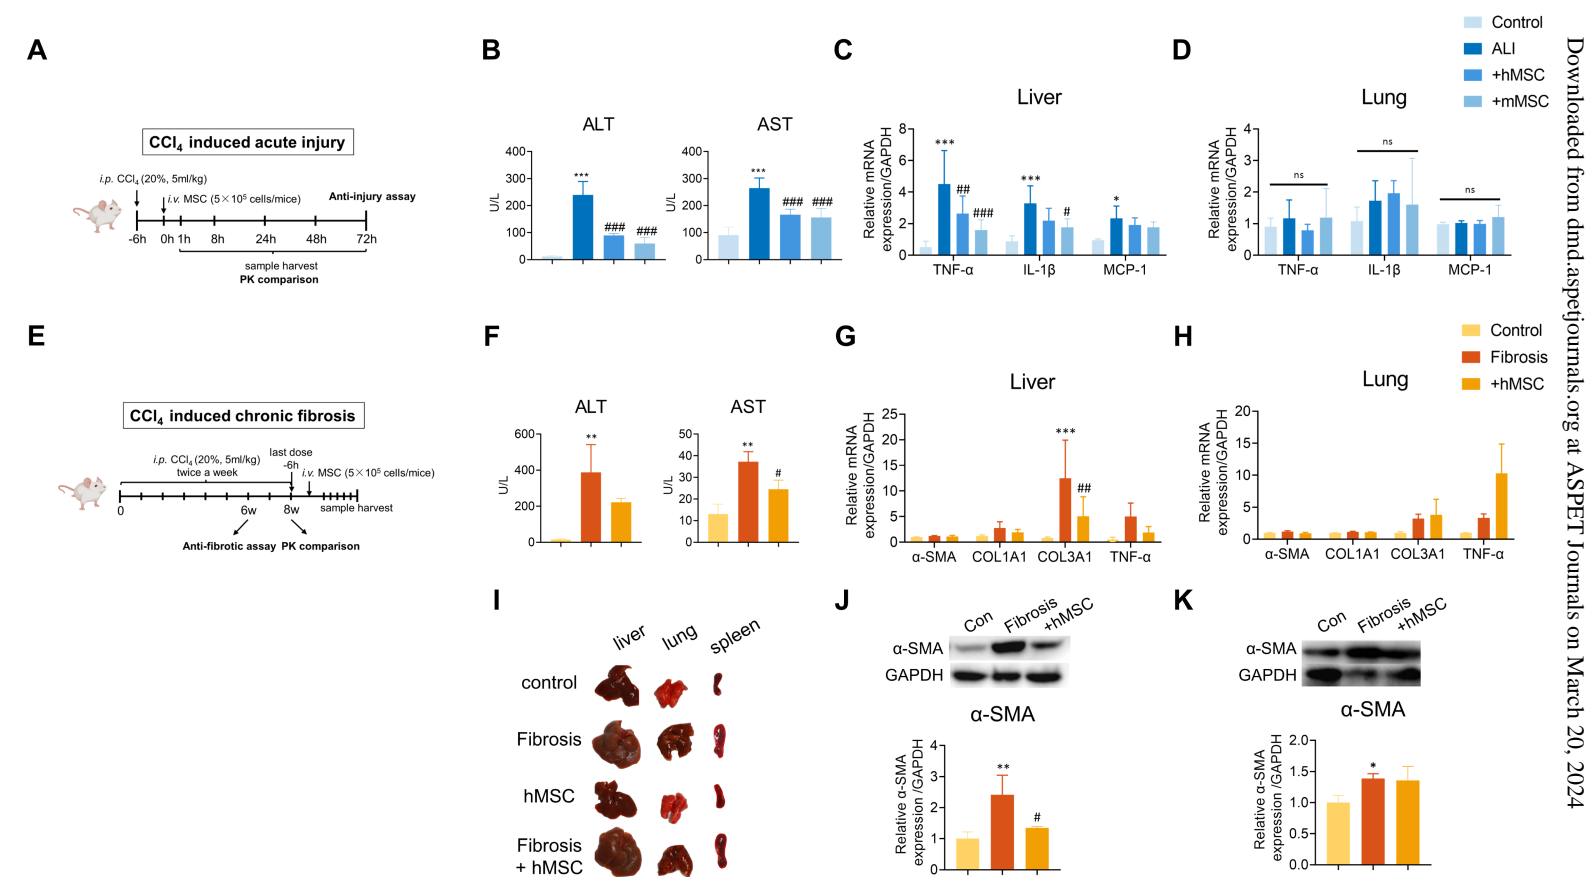 A
CCl4 induced acute injury
i.p. CCl4 (20%, 5ml/kg)
i.v. MSC (5×10⁵ cells/mice)
Anti-injury assay
-6h 0h 1h 8h 24h 48h 72h
sample harvest
PK comparison
B
ALT
U/L
400
300
200
100
0
***
###
###
AST
U/L
400
300
200
100
0
***
###
###
C
Liver
Relative mRNA
expression/GAPDH
8
6
4
2
0
***
##
###
***
#
*
TNF-α IL-1β MCP-1
D
Lung
Relative mRNA
expression/GAPDH
4
3
2
1
0
ns
ns
ns
TNF-α IL-1β MCP-1
Control
ALI
+hMSC
+mMSC
E
CCl4 induced chronic fibrosis
i.p. CCl4 (20%, 5ml/kg)
twice a week
last dose
-6h
i.v. MSC (5×10⁵ cells/mice)
0 6w 8w
sample harvest
Anti-fibrotic assay PK comparison
F
ALT
U/L
600
400
200
0
**
AST
U/L
50
40
30
20
10
0
**
#
G
Liver
Relative mRNA
expression/GAPDH
25
20
15
10
5
0
***
##
α-SMA COL1A1 COL3A1 TNF-α
H
Lung
Relative mRNA
expression/GAPDH
20
15
10
5
0
α-SMA COL1A1 COL3A1 TNF-α
Control
Fibrosis
+hMSC
I
liver lung spleen
control
Fibrosis
hMSC
Fibrosis
+ hMSC
J
Con Fibrosis +hMSC
α-SMA
GAPDH
α-SMA
Relative α-SMA
expression /GAPDH
4
3
2
1
0
**
#
K
Con Fibrosis +hMSC
α-SMA
GAPDH
α-SMA
Relative α-SMA
expression /GAPDH
2.0
1.5
1.0
0.5
0.0
*
Downloaded from dmd.aspetjournals.org at ASPET Journals on March 20, 2024